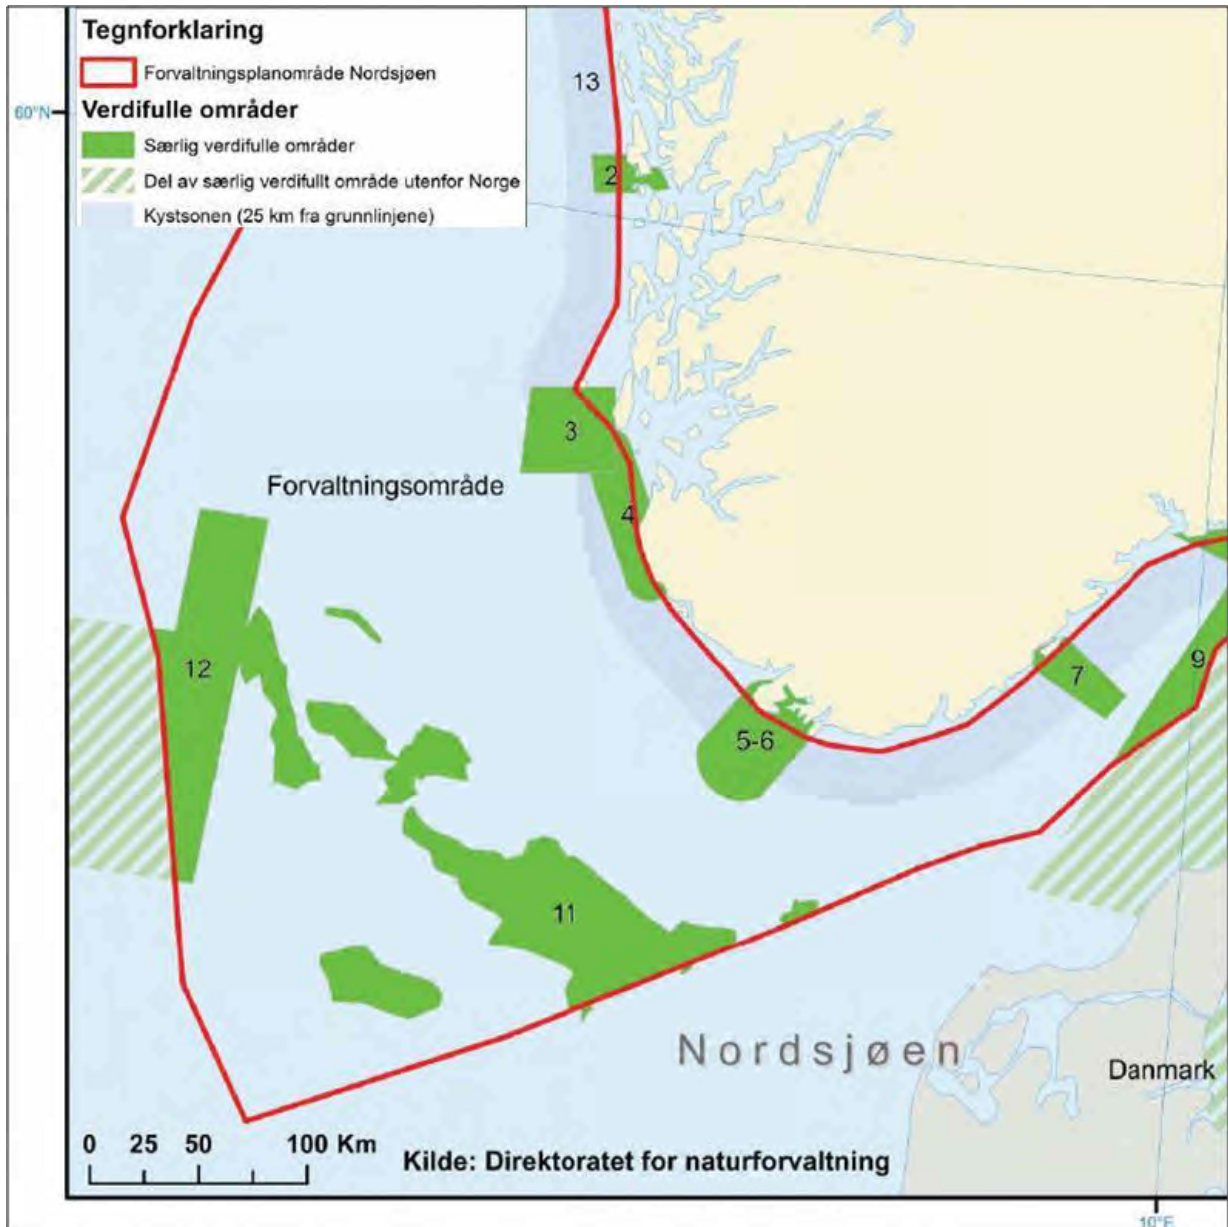 Tegnforklaring
Forvaltningsplanområde Nordsjøen
Verdifulle områder
Særlig verdifulle områder
Del av særlig verdifullt område utenfor Norge
Kystsonen (25 km fra grunnlinjene)
60°N
13
2
3
Forvaltningsområde
4
12
7
9
5-6
11
Nordsjøen
Danmark
0 25 50 100 Km
Kilde: Direktoratet for naturforvaltning
10°E